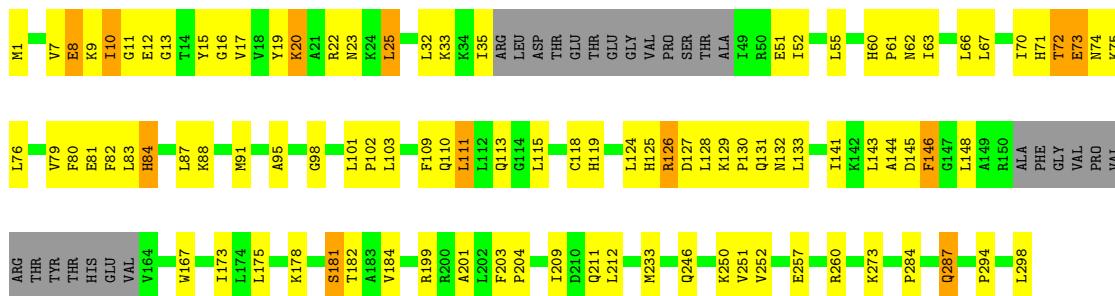 M1 V7 E8 K9 I10 G11 E12 G13 T14 Y15 G16 V17 V18 Y19 K20 A21 R22 N23 K24 L25 L32 K33 K34 I35 ARG LEU ASP THR GLU THR GLU GLY VAL PRO SER THR ALA I49 R50 E51 I52 L55 H60 P61 N62 I63 L66 L67 I70 H71 T72 E73 N74 K75
L76 V79 F80 E81 F82 L83 H84 L87 K88 M91 A95 G98 L101 P102 L103 F109 Q110 L111 L112 Q113 G114 L115 C118 H119 L124 H125 R126 D127 L128 K129 P130 Q131 N132 L133 I141 K142 L143 A144 D145 F146 G147 L148 A149 R150 ALA PHE GLY VAL PRO VAL
ARG THR TYR THR HIS GLU VAL V164 W167 I173 L174 L175 K178 S181 T182 A183 V184 R199 R200 A201 L202 F203 P204 I209 D210 Q211 L212 M233 Q246 K250 V251 V252 E257 R260 K273 P284 Q287 P294 L298